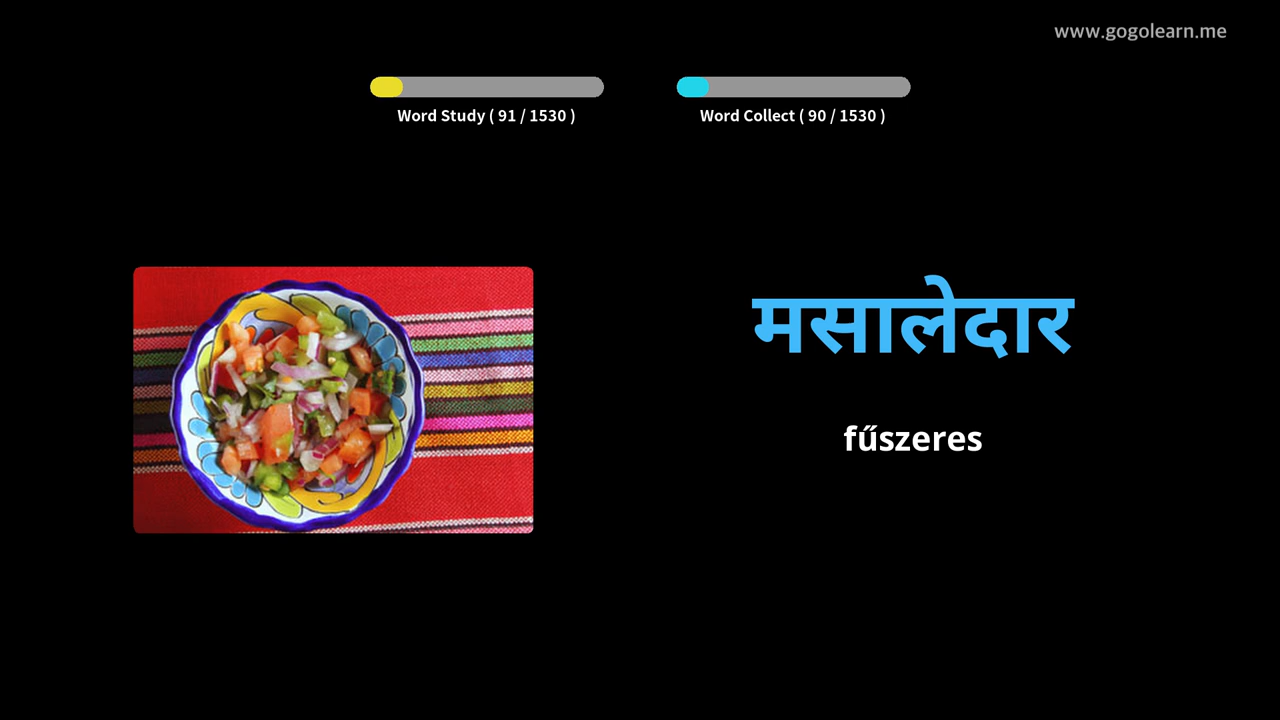 www.gogolearn.me
Word Study ( 91 / 1530 )
Word Collect ( 90 / 1530 )
मसालेदार
fűszeres